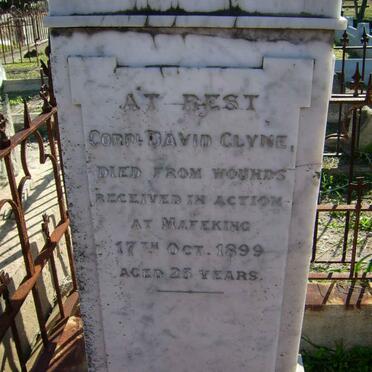 AT REST
CORPL DAVID CLYNE,
DIED FROM WOUNDS
RECEIVED IN ACTION
AT MAFEKING
17TH OCT. 1899
AGED 25 YEARS.